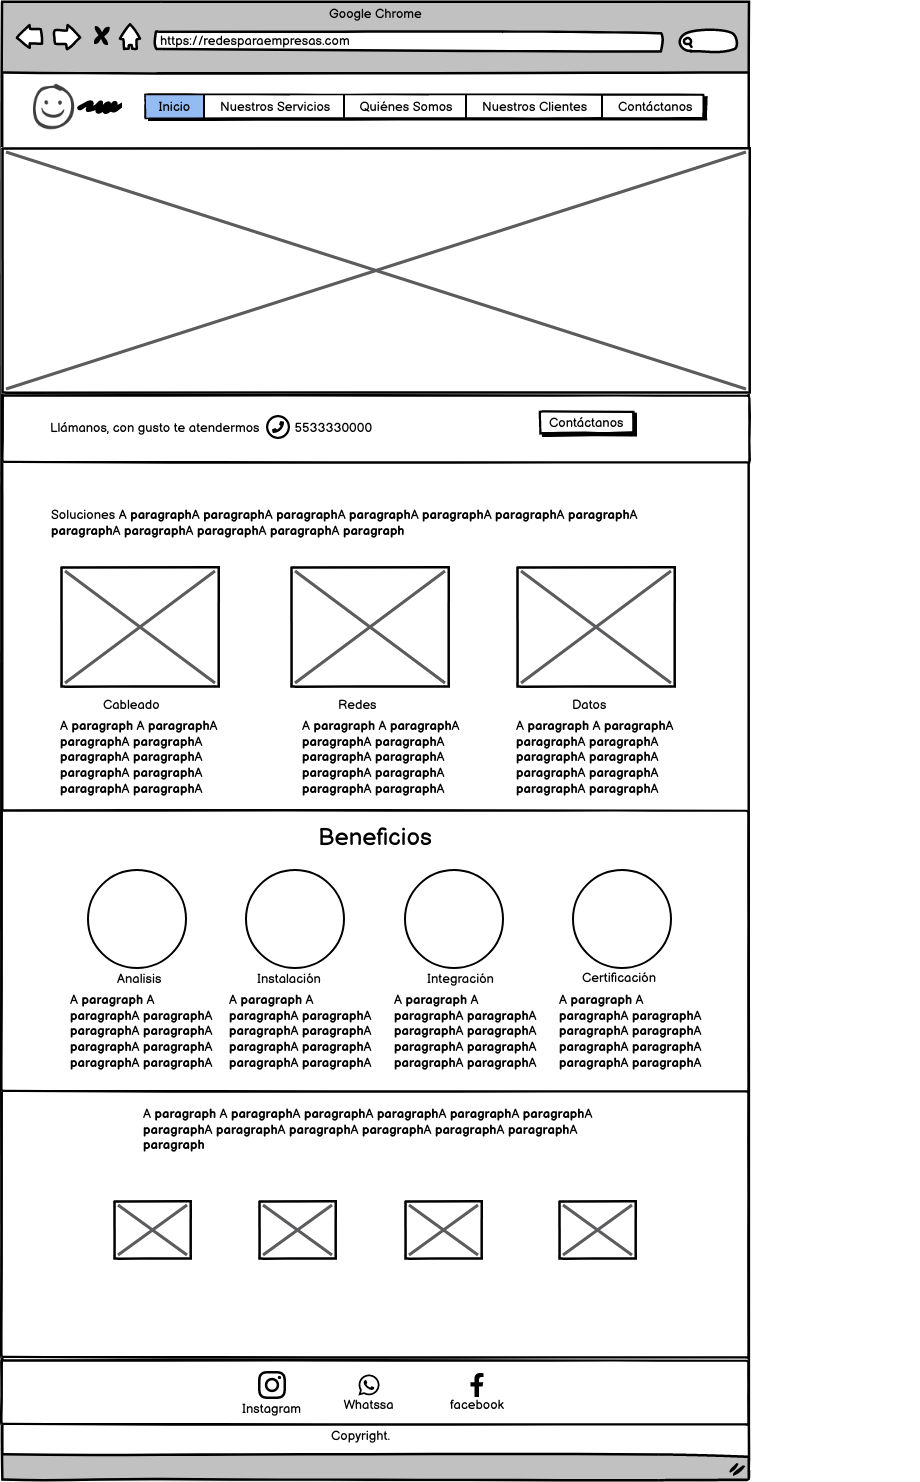 Google Chrome
https://redesparaempresas.com
Inicio Nuestros Servicios Quiénes Somos Nuestros Clientes Contáctanos
Llámanos, con gusto te atendermos 5533330000 Contáctanos
Soluciones A paragraphA paragraphA paragraphA paragraphA paragraphA paragraphA paragraphA
paragraphA paragraphA paragraphA paragraphA paragraph
Cableado
A paragraph A paragraphA
paragraphA paragraphA
paragraphA paragraphA
paragraphA paragraphA
paragraphA paragraphA
Redes
A paragraph A paragraphA
paragraphA paragraphA
paragraphA paragraphA
paragraphA paragraphA
paragraphA paragraphA
Datos
A paragraph A paragraphA
paragraphA paragraphA
paragraphA paragraphA
paragraphA paragraphA
paragraphA paragraphA
Beneficios
Analisis
A paragraph A
paragraphA paragraphA
paragraphA paragraphA
paragraphA paragraphA
paragraphA paragraphA
Instalación
A paragraph A
paragraphA paragraphA
paragraphA paragraphA
paragraphA paragraphA
paragraphA paragraphA
Integración
A paragraph A
paragraphA paragraphA
paragraphA paragraphA
paragraphA paragraphA
paragraphA paragraphA
Certificación
A paragraph A
paragraphA paragraphA
paragraphA paragraphA
paragraphA paragraphA
paragraphA paragraphA
A paragraph A paragraphA paragraphA paragraphA paragraphA paragraphA
paragraphA paragraphA paragraphA paragraphA paragraphA paragraphA
paragraph
Instagram Whatssa facebook
Copyright.